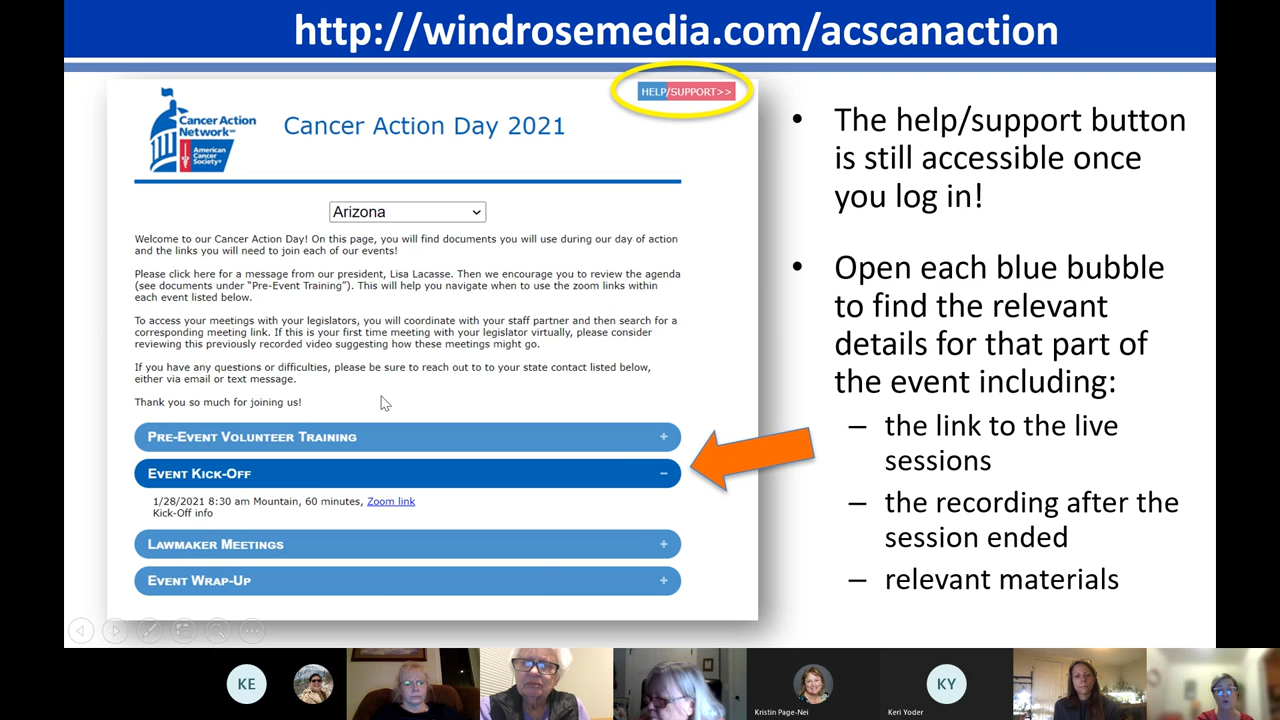 http://windrosemedia.com/acscanaction
HELP/SUPPORT>>
Cancer Action
Network℠
American
Cancer
Society®
Cancer Action Day 2021
Arizona
Welcome to our Cancer Action Day! On this page, you will find documents you will use during our day of action
and the links you will need to join each of our events!
Please click here for a message from our president, Lisa Lacasse. Then we encourage you to review the agenda
(see documents under "Pre-Event Training"). This will help you navigate when to use the zoom links within
each event listed below.
To access your meetings with your legislators, you will coordinate with your staff partner and then search for a
corresponding meeting link. If this is your first time meeting with your legislator virtually, please consider
reviewing this previously recorded video suggesting how these meetings might go.
If you have any questions or difficulties, please be sure to reach out to to your state contact listed below,
either via email or text message.
Thank you so much for joining us!
PRE-EVENT VOLUNTEER TRAINING +
EVENT KICK-OFF −
1/28/2021 8:30 am Mountain, 60 minutes, Zoom link
Kick-Off info
LAWMAKER MEETINGS +
EVENT WRAP-UP +
• The help/support button
is still accessible once
you log in!
• Open each blue bubble
to find the relevant
details for that part of
the event including:
– the link to the live
sessions
– the recording after the
session ended
– relevant materials
KE
Kristin Page-Nei
KY
Keri Yoder